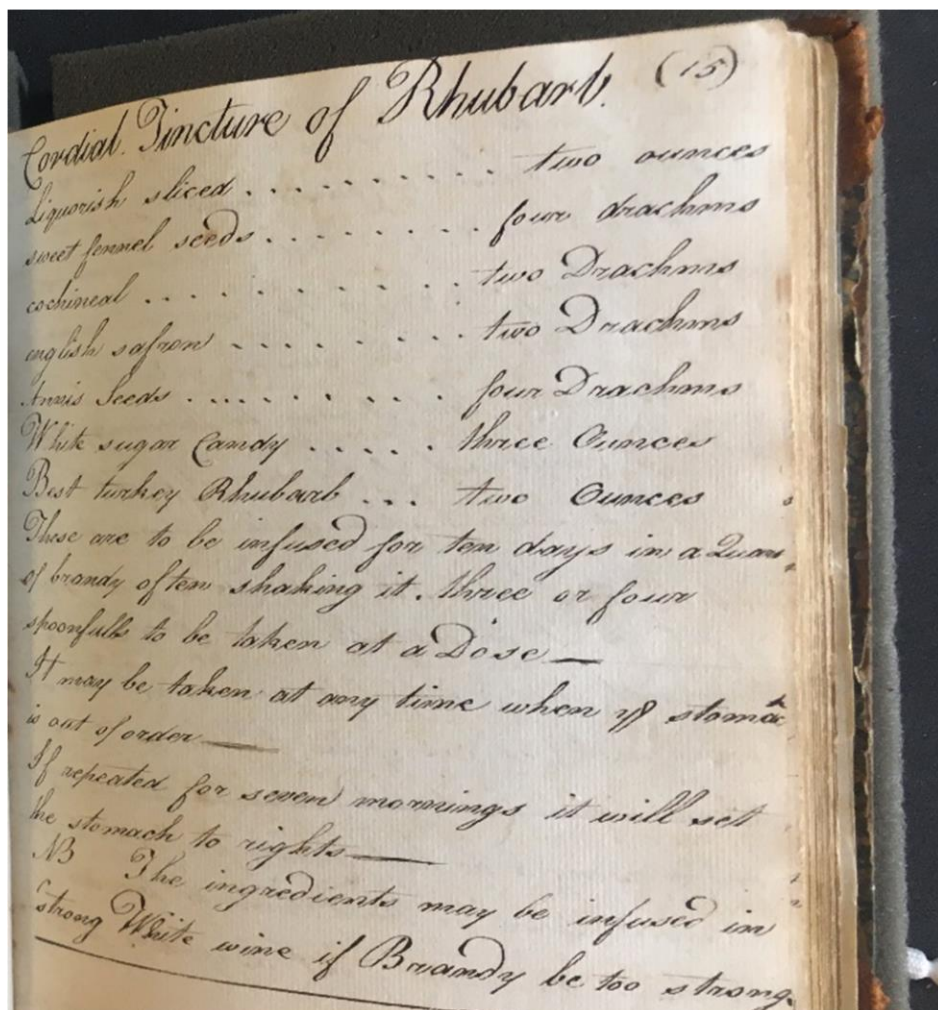 (15)
Cordial Tincture of Rhubarb.
Liquorish sliced . . . . . . . . . . two ounces
sweet fennel seeds . . . . . . . . four drachms
cochineal . . . . . . . . . . two Drachms
english safron . . . . . . . . two Drachms
Annis Seeds . . . . . . . . . four Drachms
White sugar Candy . . . . . three Ounces
Best turkey Rhubarb . . . two Ounces
These are to be infused for ten days in a
of brandy often shaking it. three or four
spoonfulls to be taken at a Dose —
It may be taken at any time when ye stomac
is out of order —
If repeated for seven mornings it will set
the stomach to rights —
NB The ingredients may be infused in
strong White wine if Brandy be too strong.